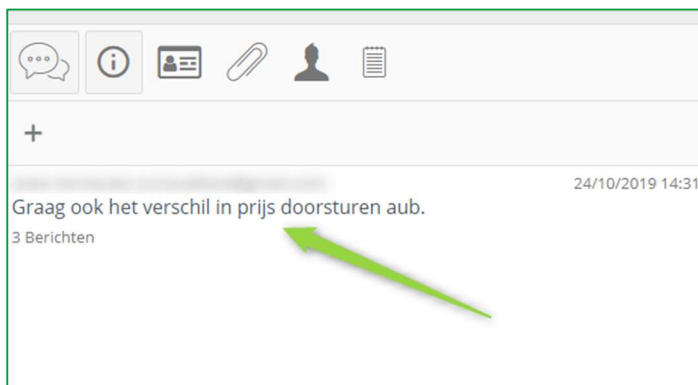 24/10/2019 14:31
Graag ook het verschil in prijs doorsturen aub.
3 Berichten